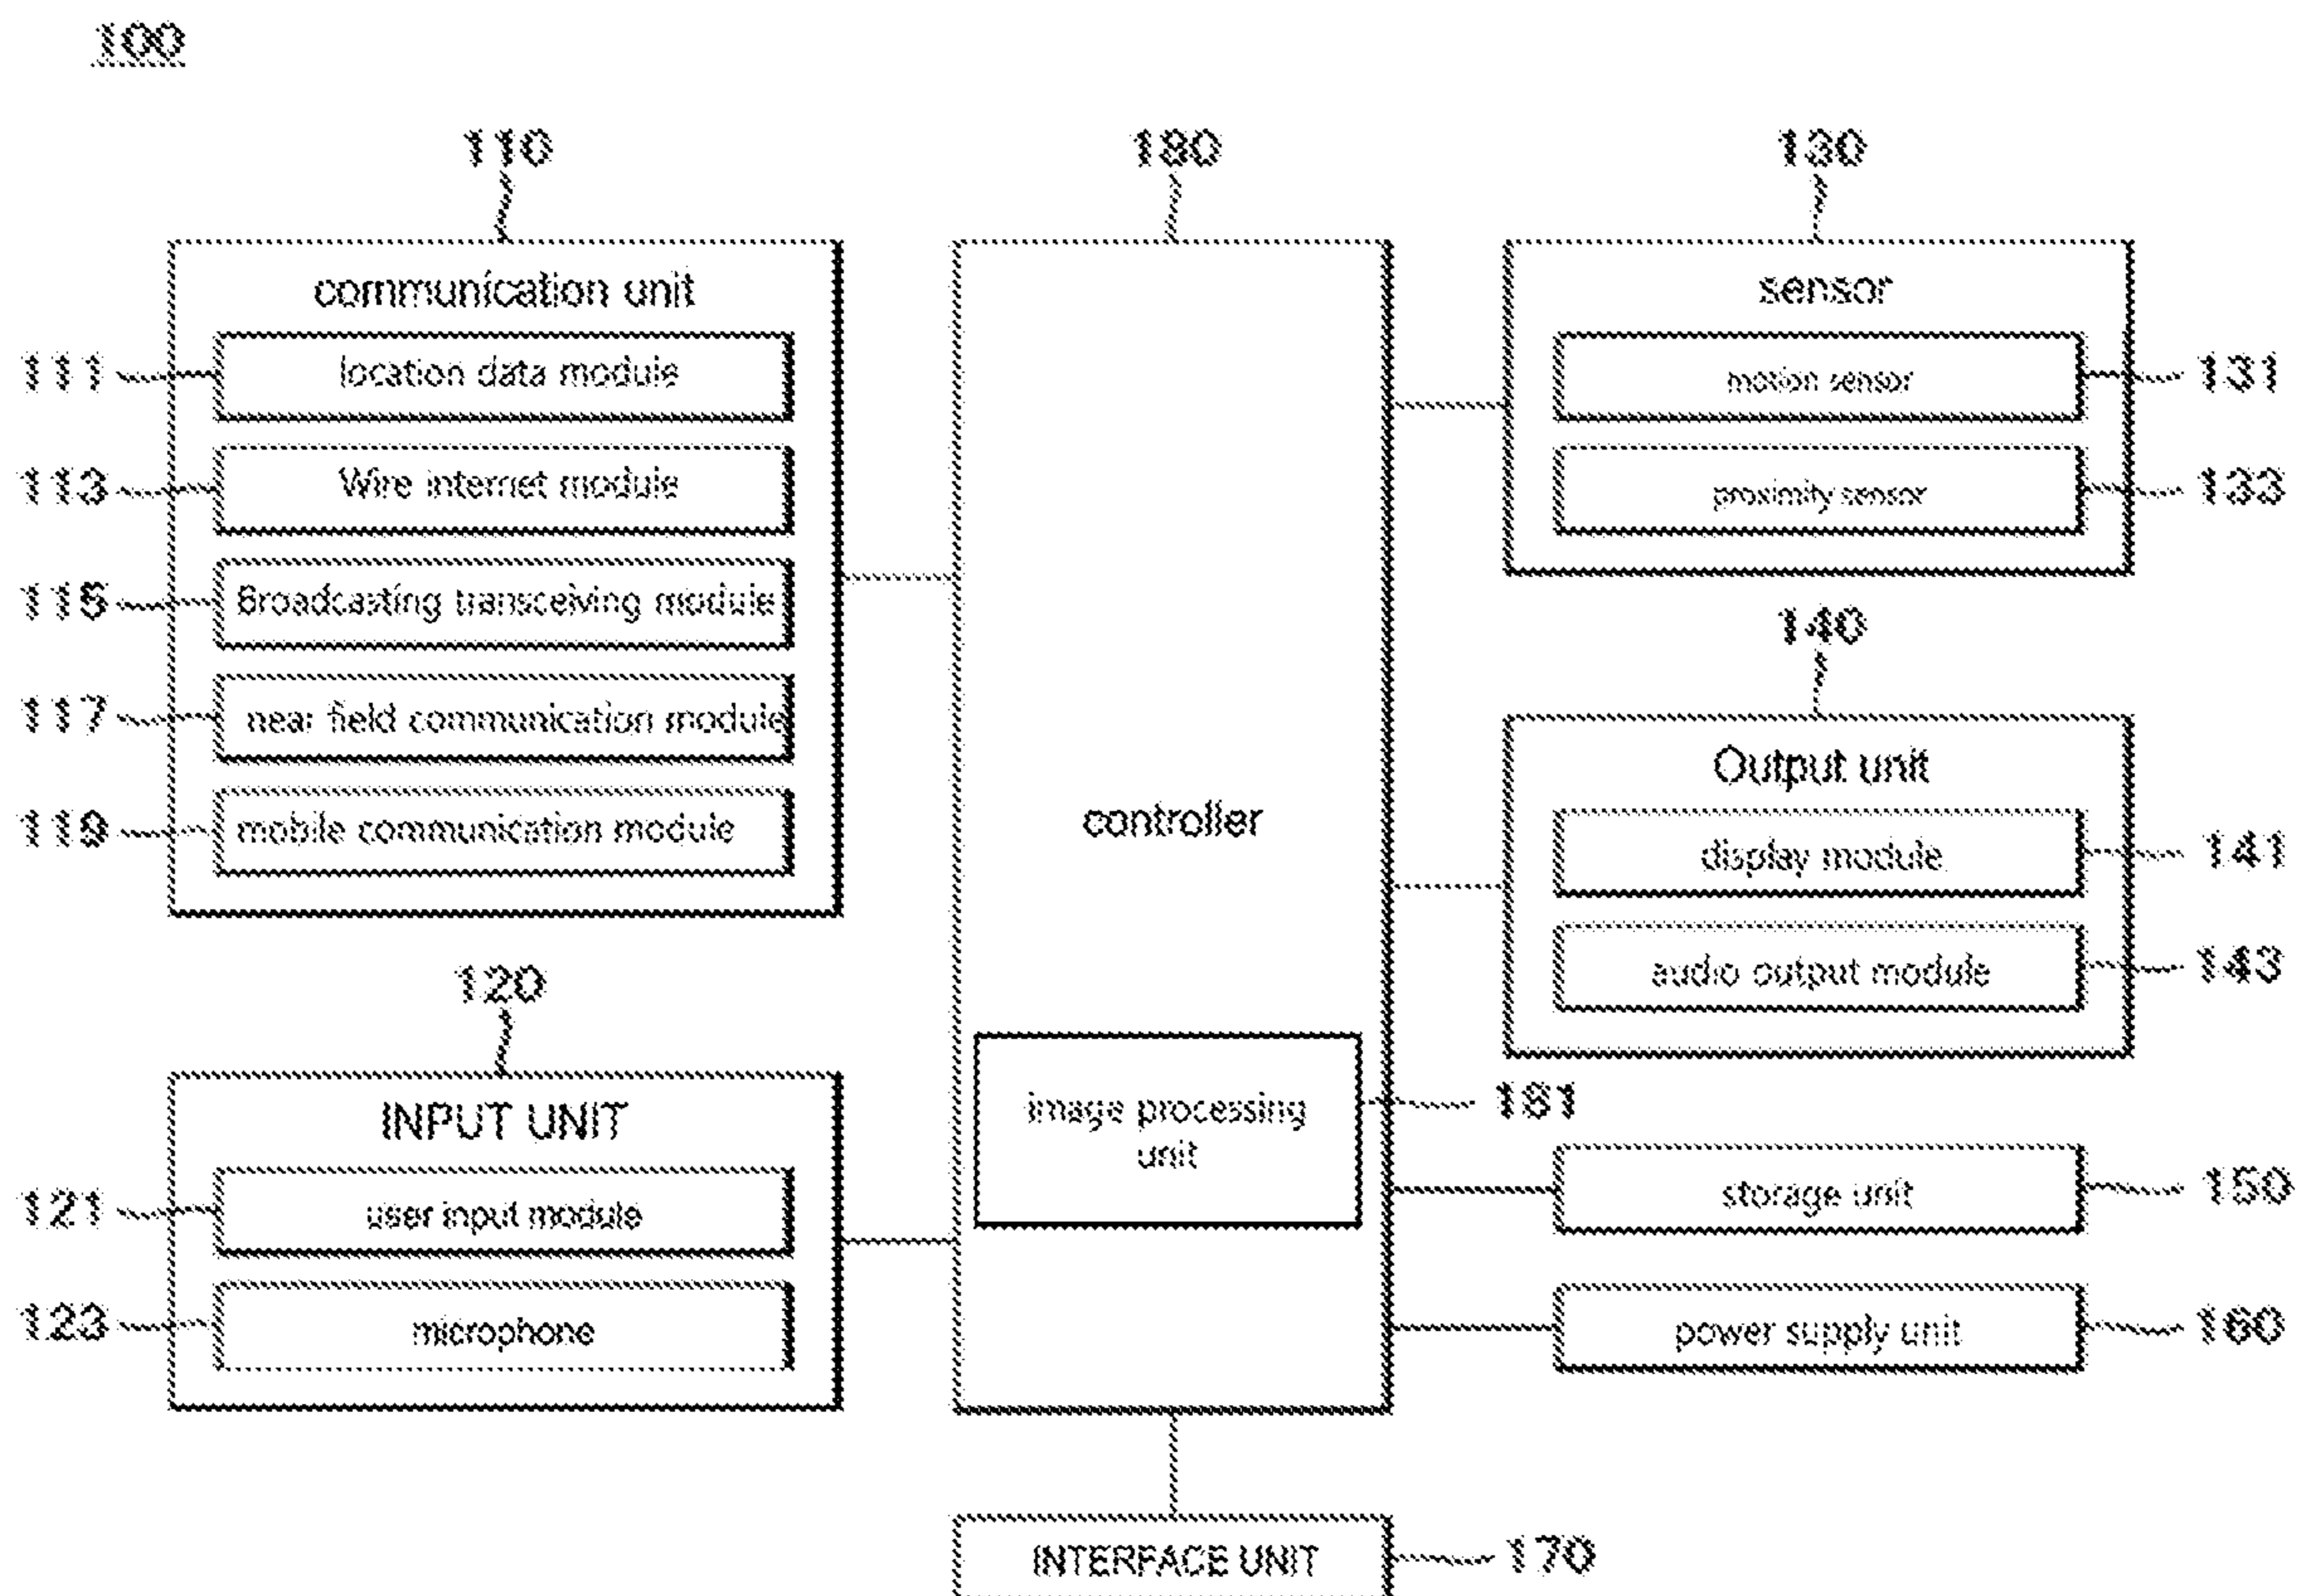 100
110
180
130
communication unit
sensor
111
location data module
motion sensor
131
113
Wire internet module
proximity sensor
133
115
Broadcasting transceiving module
140
117
near field communication module
Output unit
119
mobile communication module
controller
display module
141
audio output module
143
120
INPUT UNIT
image processing
unit
181
121
user input module
storage unit
150
123
microphone
power supply unit
160
INTERFACE UNIT
170